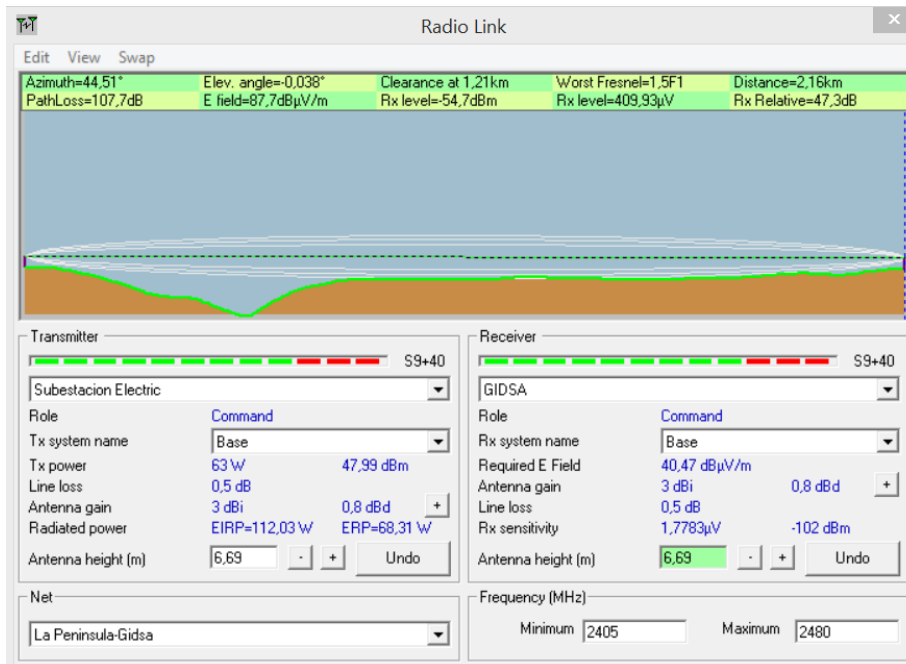 Radio Link
Edit View Swap
Azimuth=44,51° Elev. angle=-0,038° Clearance at 1,21km Worst Fresnel=1,5F1 Distance=2,16km
PathLoss=107,7dB E field=87,7dBµV/m Rx level=-54,7dBm Rx level=409,93µV Rx Relative=47,3dB
Transmitter
S9+40
Subestacion Electric
Role Command
Tx system name Base
Tx power 63 W 47,99 dBm
Line loss 0,5 dB
Antenna gain 3 dBi 0,8 dBd +
Radiated power EIRP=112,03 W ERP=68,31 W
Antenna height (m) 6,69 - + Undo
Net
La Peninsula-Gidsa
Receiver
S9+40
GIDSA
Role Command
Rx system name Base
Required E Field 40,47 dBµV/m
Antenna gain 3 dBi 0,8 dBd +
Line loss 0,5 dB
Rx sensitivity 1,7783µV -102 dBm
Antenna height (m) 6,69 - + Undo
Frequency (MHz)
Minimum 2405 Maximum 2480